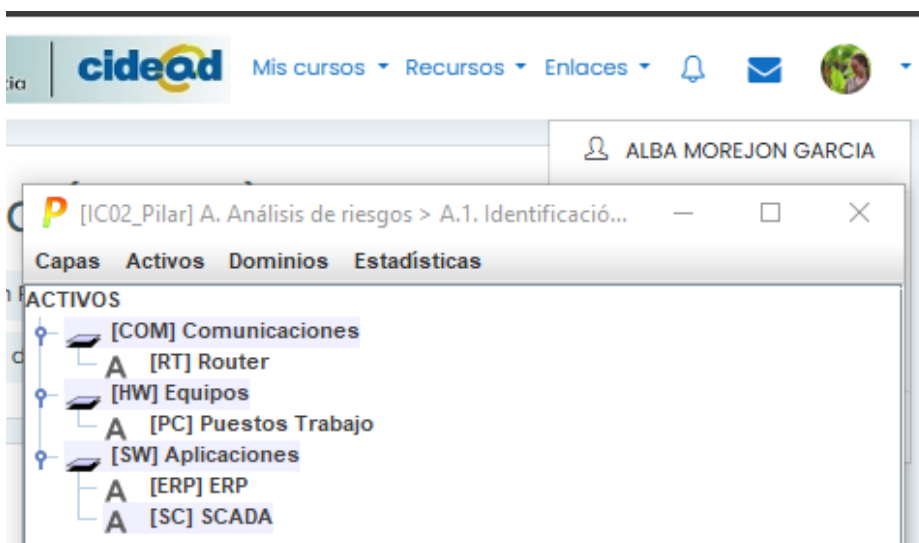 cia
cidead Mis cursos Recursos Enlaces
ALBA MOREJON GARCIA
[IC02_Pilar] A. Análisis de riesgos > A.1. Identificació...
Capas Activos Dominios Estadísticas
ACTIVOS
[COM] Comunicaciones
A [RT] Router
[HW] Equipos
A [PC] Puestos Trabajo
[SW] Aplicaciones
A [ERP] ERP
A [SC] SCADA